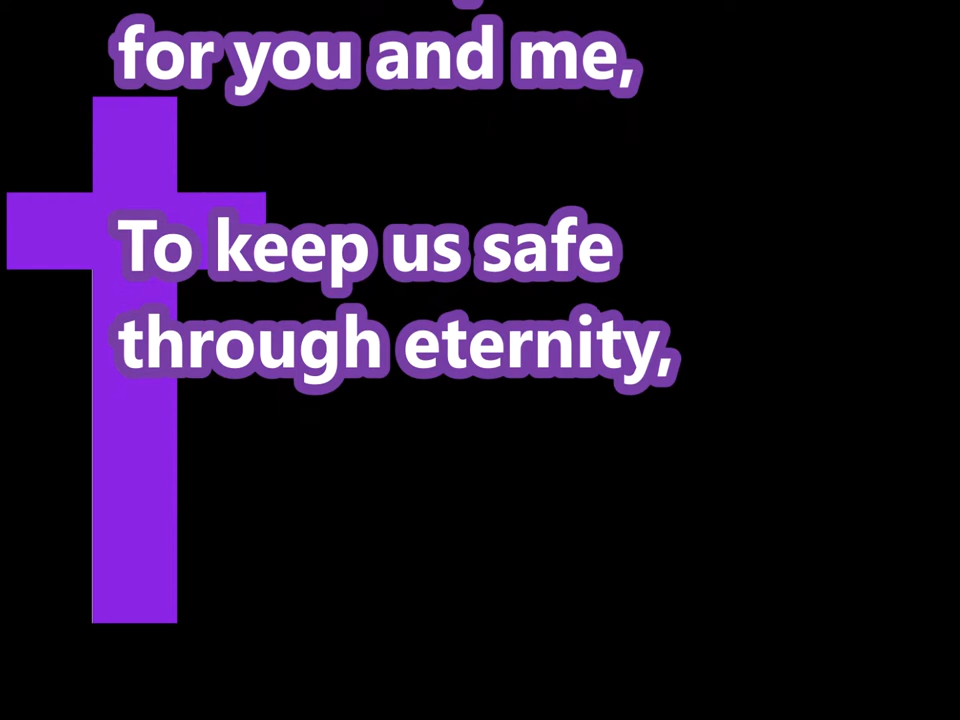 for you and me,
To keep us safe
through eternity,